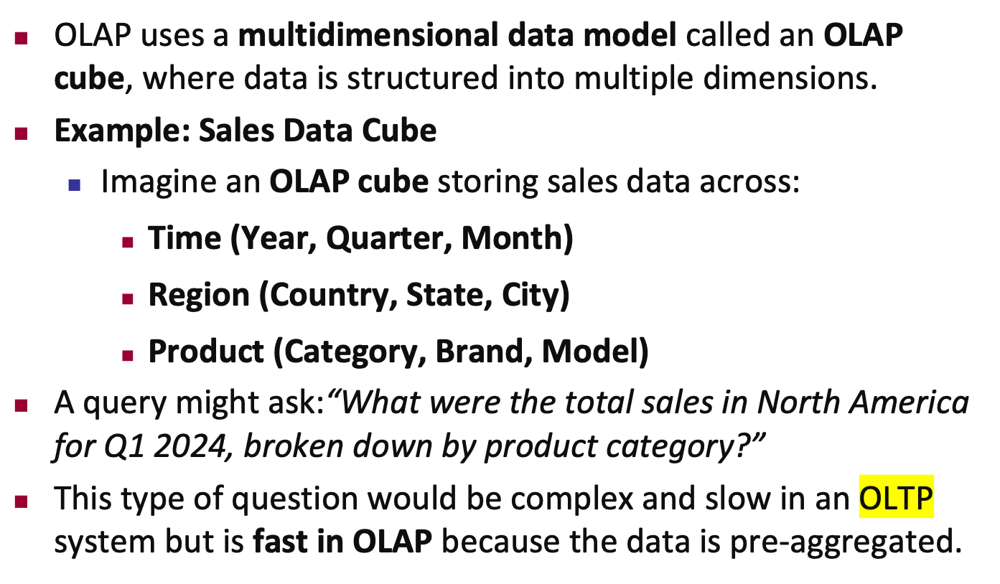 OLAP uses a multidimensional data model called an OLAP
cube, where data is structured into multiple dimensions.
Example: Sales Data Cube
Imagine an OLAP cube storing sales data across:
Time (Year, Quarter, Month)
Region (Country, State, City)
Product (Category, Brand, Model)
A query might ask:“What were the total sales in North America
for Q1 2024, broken down by product category?”
This type of question would be complex and slow in an OLTP
system but is fast in OLAP because the data is pre-aggregated.